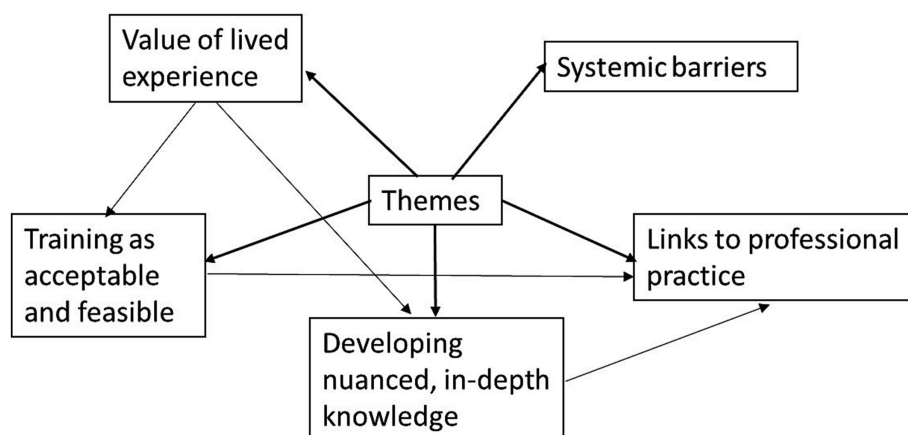 Value of lived
experience
Systemic barriers
Themes
Training as
acceptable
and feasible
Links to professional
practice
Developing
nuanced, in-depth
knowledge